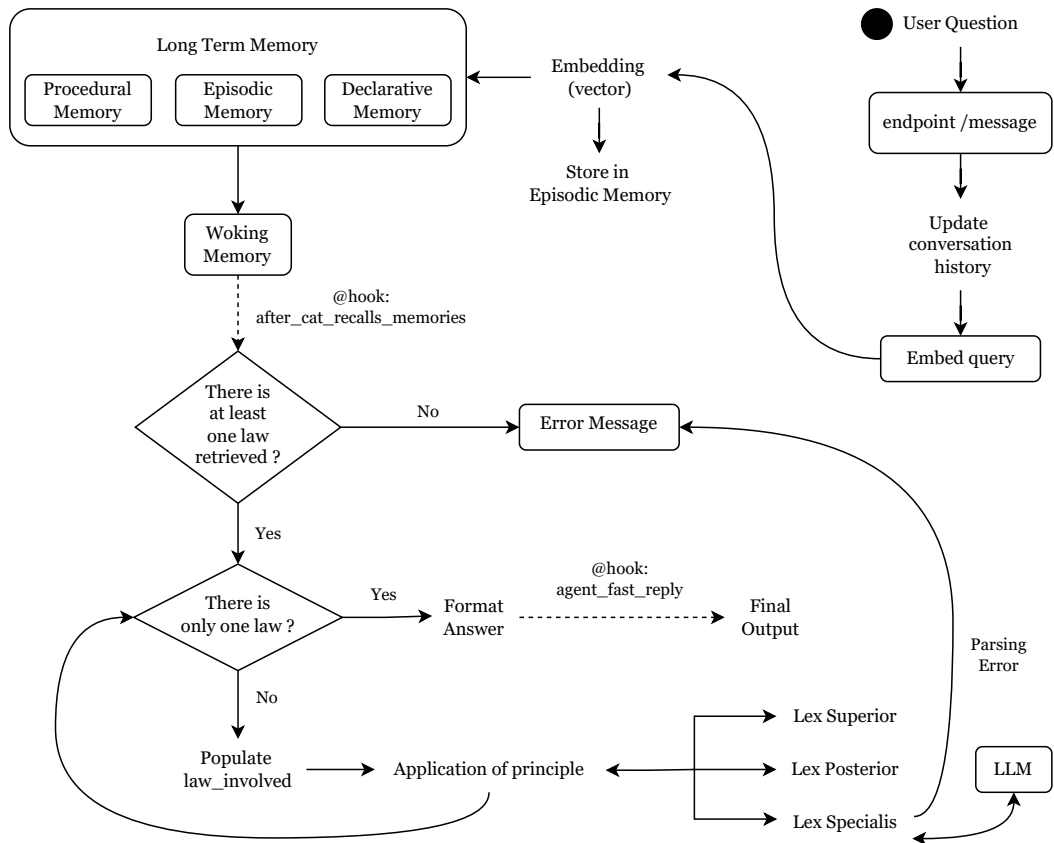 Long Term Memory
Procedural
Memory
Episodic
Memory
Declarative
Memory
Embedding
(vector)
Store in
Episodic Memory
User Question
endpoint /message
Update
conversation
history
Embed query
Woking
Memory
@hook:
after_cat_recalls_memories
There is
at least
one law
retrieved ?
No
Error Message
Yes
There is
only one law ?
Yes
Format
Answer
@hook:
agent_fast_reply
Final
Output
No
Populate
law_involved
Application of principle
Lex Superior
Lex Posterior
Lex Specialis
Parsing
Error
LLM